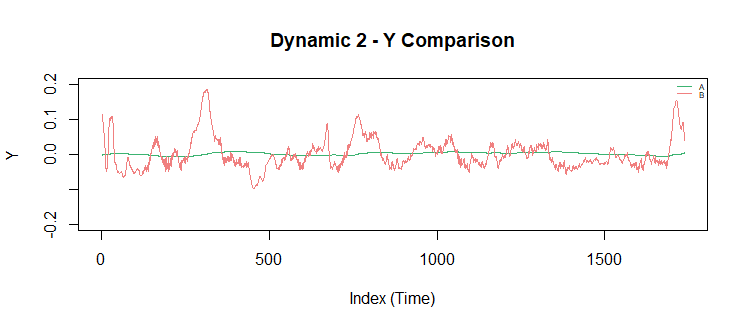 Dynamic 2 - Y Comparison
A
B
0.2
0.1
0.0
-0.2
Y
0 500 1000 1500
Index (Time)